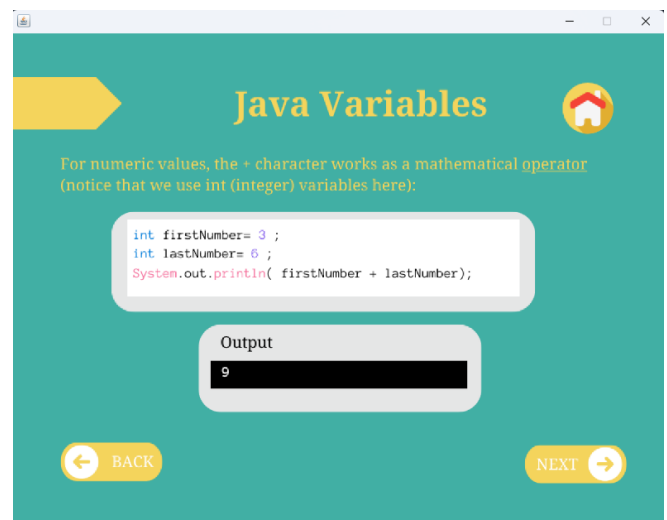 Java Variables
For numeric values, the + character works as a mathematical operator
(notice that we use int (integer) variables here):
int firstNumber= 3 ;
int lastNumber= 6 ;
System.out.println( firstNumber + lastNumber);
Output
9
BACK
NEXT